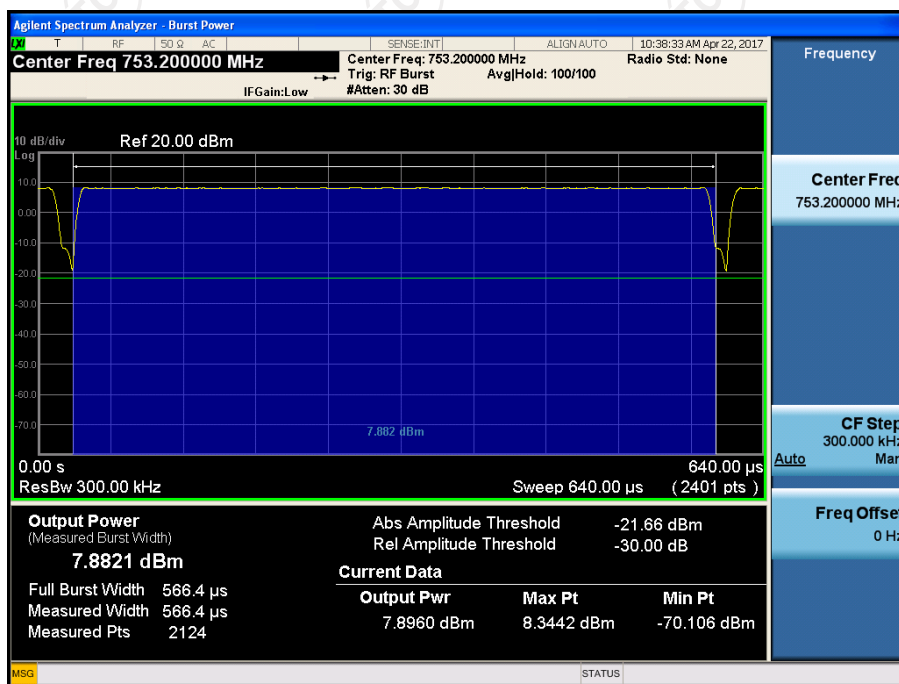 Agilent Spectrum Analyzer - Burst Power
LXI T RF 50 Ω AC SENSE:INT ALIGN AUTO 10:38:33 AM Apr 22, 2017
Center Freq 753.200000 MHz
Center Freq: 753.200000 MHz Radio Std: None
Trig: RF Burst Avg|Hold: 100/100
IFGain:Low #Atten: 30 dB
10 dB/div Ref 20.00 dBm
Log
10.0
0.00
-10.0
-20.0
-30.0
-40.0
-50.0
-60.0
-70.0
7.882 dBm
0.00 s 640.00 µs
ResBw 300.00 kHz Sweep 640.00 µs (2401 pts)
Output Power
(Measured Burst Width)
7.8821 dBm
Full Burst Width 566.4 µs
Measured Width 566.4 µs
Measured Pts 2124
Abs Amplitude Threshold -21.66 dBm
Rel Amplitude Threshold -30.00 dB
Current Data
Output Pwr Max Pt Min Pt
7.8960 dBm 8.3442 dBm -70.106 dBm
MSG STATUS
Frequency
Center Freq
753.200000 MHz
CF Step
300.000 kHz
Auto Man
Freq Offset
0 Hz